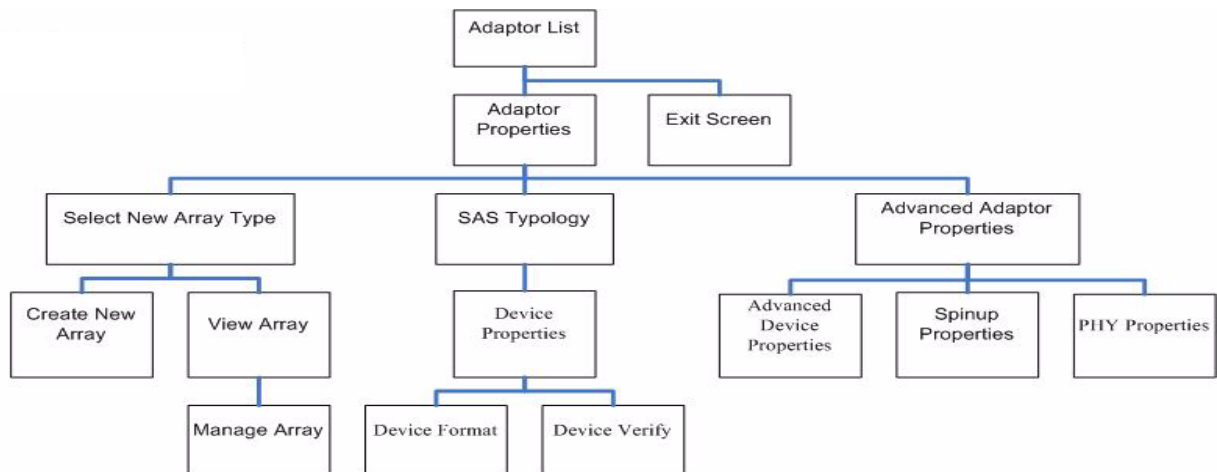 Adaptor List
Adaptor
Properties
Exit Screen
Select New Array Type
SAS Typology
Advanced Adaptor
Properties
Create New
Array
View Array
Device
Properties
Advanced
Device
Properties
Spinup
Properties
PHY Properties
Manage Array
Device Format
Device Verify